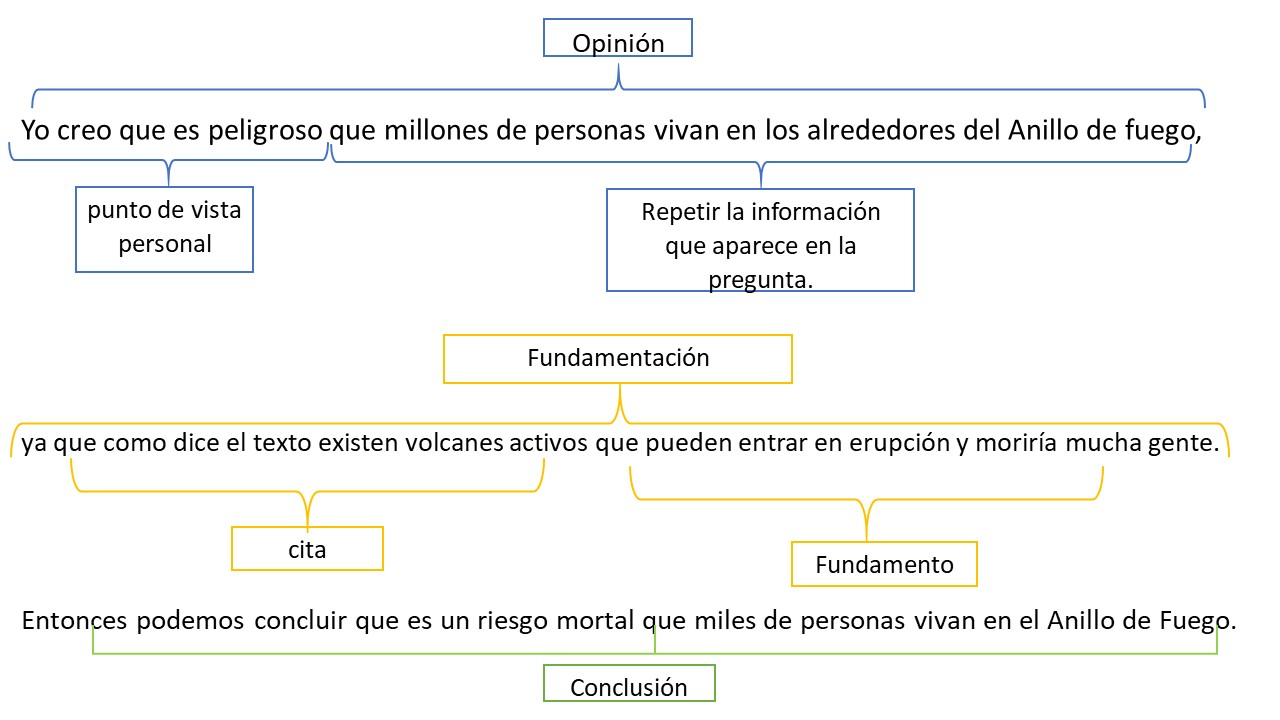 Opinión
Yo creo que es peligroso que millones de personas vivan en los alrededores del Anillo de fuego,
punto de vista
personal
Repetir la información
que aparece en la
pregunta.
Fundamentación
ya que como dice el texto existen volcanes activos que pueden entrar en erupción y moriría mucha gente.
cita
Fundamento
Entonces podemos concluir que es un riesgo mortal que miles de personas vivan en el Anillo de Fuego.
Conclusión